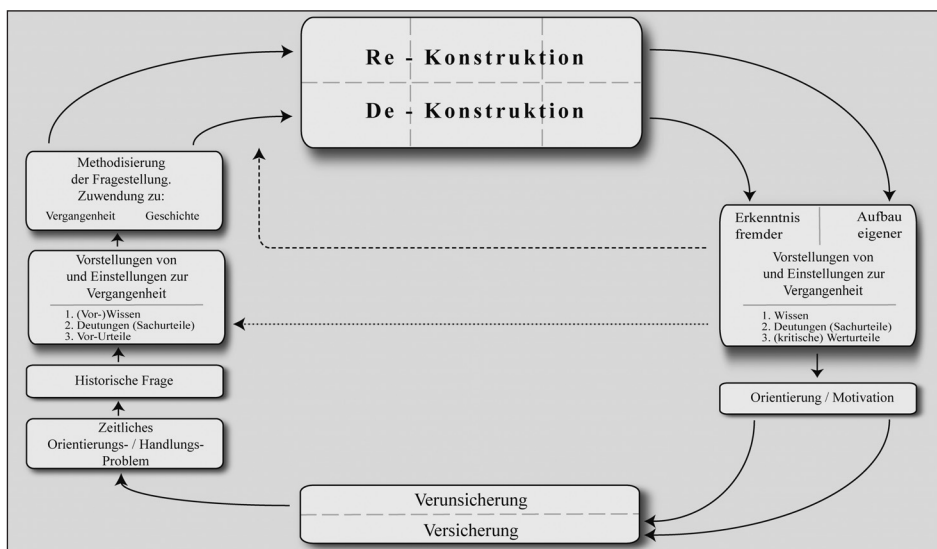 Re - Konstruktion
De - Konstruktion
Methodisierung
der Fragestellung.
Zuwendung zu:
Vergangenheit Geschichte
Vorstellungen von
und Einstellungen zur
Vergangenheit
1. (Vor-)Wissen
2. Deutungen (Sachurteile)
3. Vor-Urteile
Historische Frage
Zeitliches
Orientierungs- / Handlungs-
Problem
Erkenntnis
fremder
Aufbau
eigener
Vorstellungen von
und Einstellungen zur
Vergangenheit
1. Wissen
2. Deutungen (Sachurteile)
3. (kritische) Werturteile
Orientierung / Motivation
Verunsicherung
Versicherung